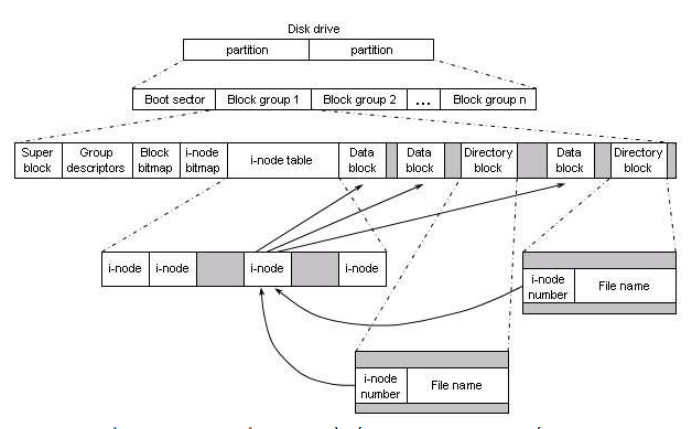 Disk drive
partition partition
Boot sector Block group 1 Block group 2 ... Block group n
Super block Group descriptors Block bitmap i-node bitmap i-node table Data block Data block Directory block Data block Directory block
i-node i-node i-node i-node
i-node number File name
i-node number File name